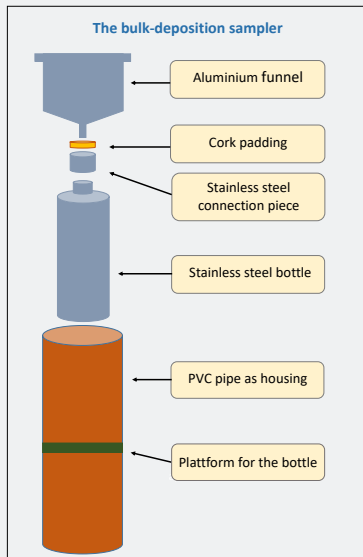 The bulk-deposition sampler
Aluminium funnel
Cork padding
Stainless steel
connection piece
Stainless steel bottle
PVC pipe as housing
Plattform for the bottle